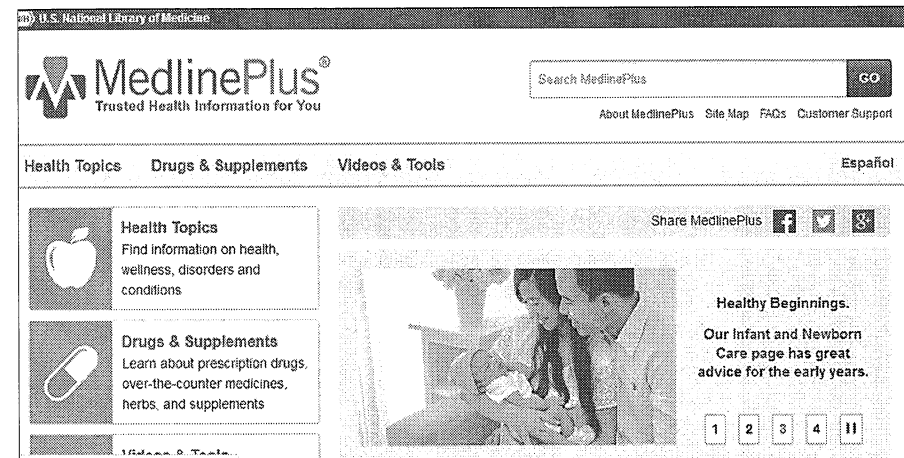 U.S. National Library of Medicine
MedlinePlus®
Trusted Health Information for You
Search MedlinePlus
GO
About MedlinePlus Site Map FAQs Customer Support
Health Topics Drugs & Supplements Videos & Tools Español
Health Topics
Find information on health,
wellness, disorders and
conditions
Drugs & Supplements
Learn about prescription drugs,
over-the-counter medicines,
herbs, and supplements
Videos & Tools
Share MedlinePlus
Healthy Beginnings.
Our Infant and Newborn
Care page has great
advice for the early years.
1 2 3 4